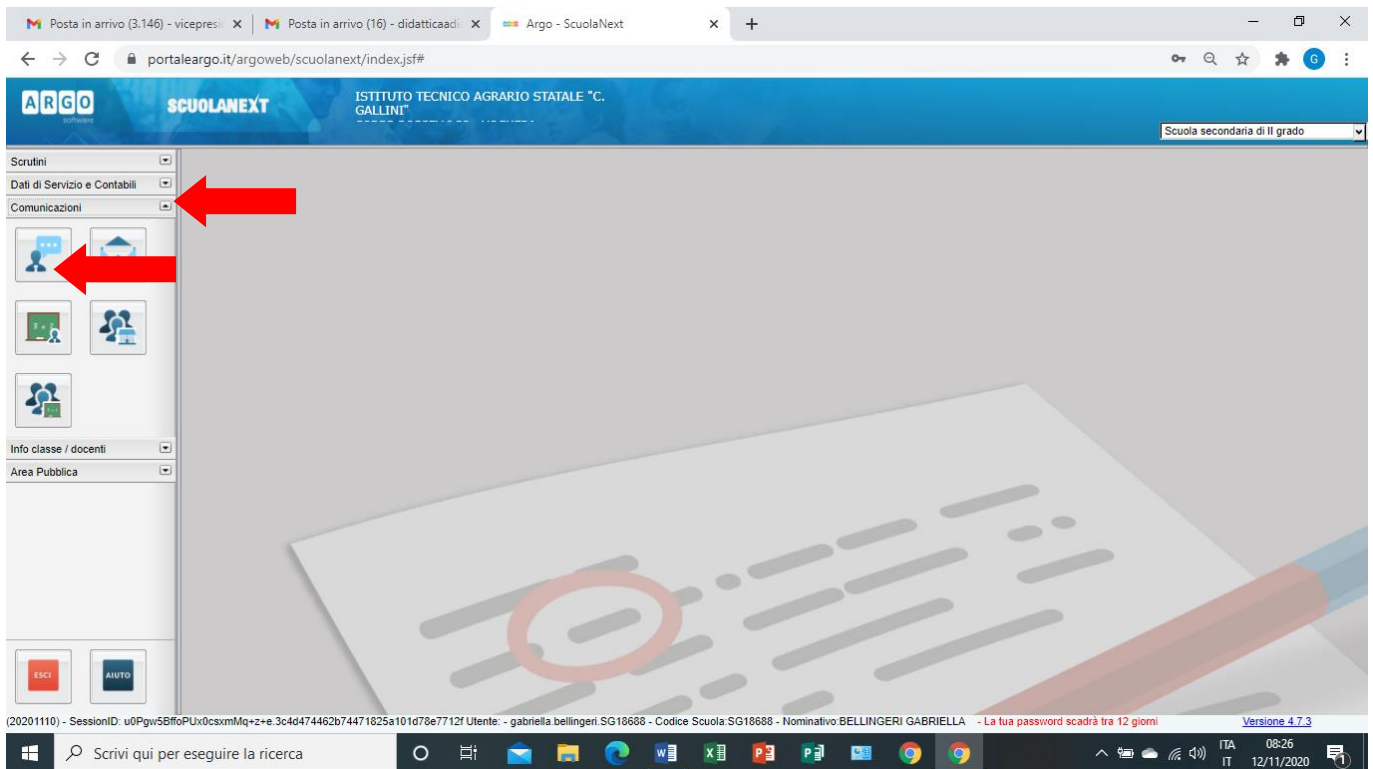 Posta in arrivo (3.146) - vicepresi
Posta in arrivo (16) - didatticaadi
Argo - ScuolaNext
portaleargo.it/argoweb/scuolanext/index.jsf#
G
ARGO
software
SCUOLANEXT
ISTITUTO TECNICO AGRARIO STATALE "C.
GALLINI"
Scuola secondaria di II grado
Scrutini
Dati di Servizio e Contabili
Comunicazioni
Info classe / docenti
Area Pubblica
ESCI
AIUTO
(20201110) - SessionID: u0Pgw5BffoPUx0csxmMq+z+e.3c4d474462b74471825a101d78e7712f Utente: - gabriella.bellingeri.SG18688 - Codice Scuola:SG18688 - Nominativo:BELLINGERI GABRIELLA - La tua password scadrà tra 12 giorni
Versione 4.7.3
Scrivi qui per eseguire la ricerca
ITA
IT
08:26
12/11/2020